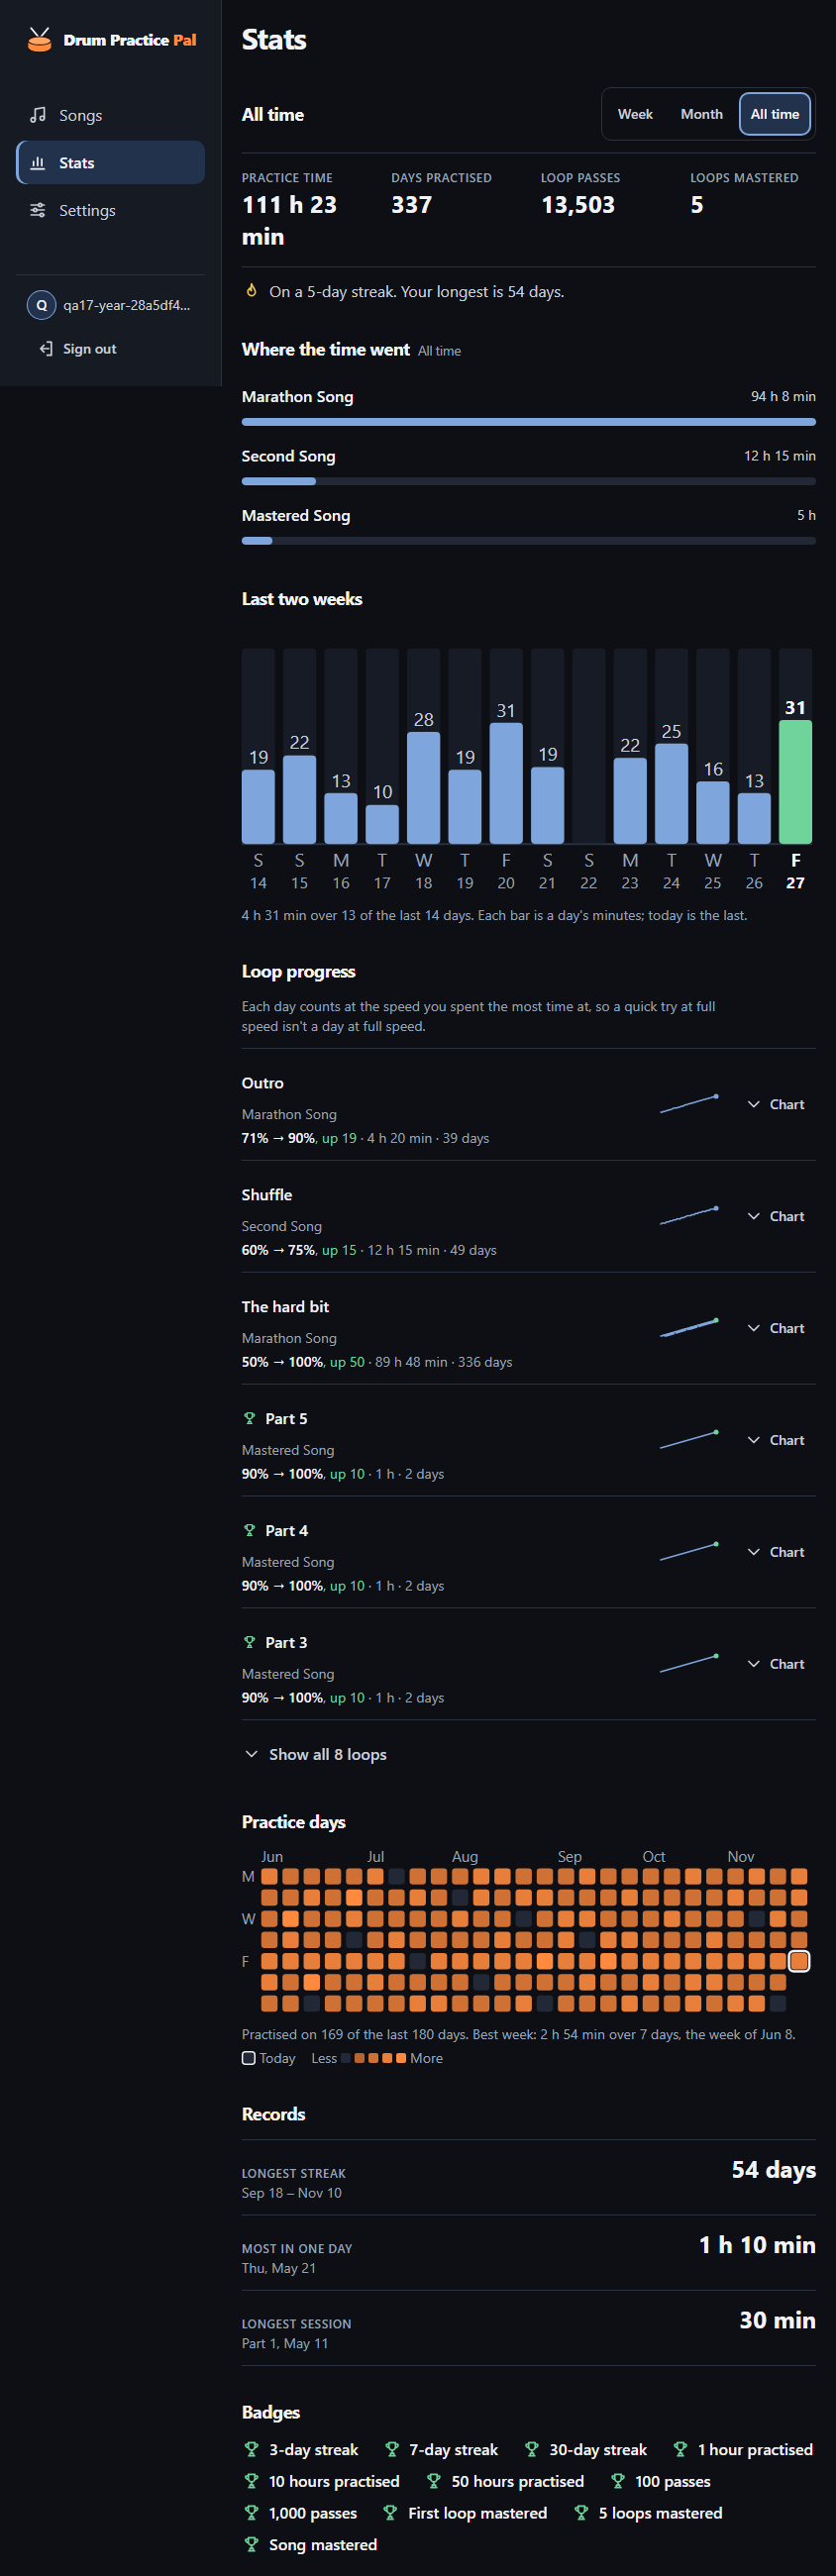 Drum Practice Pal
Songs
Stats
Settings
Q
qa17-year-28a5df4...
Sign out
Stats
All time
Week
Month
All time
PRACTICE TIME
111 h 23
min
DAYS PRACTISED
337
LOOP PASSES
13,503
LOOPS MASTERED
5
On a 5-day streak. Your longest is 54 days.
Where the time went All time
Marathon Song 94 h 8 min
Second Song 12 h 15 min
Mastered Song 5 h
Last two weeks
19 22 13 10 28 19 31 19 22 25 16 13 31
S S M T W T F S S M T W T F
14 15 16 17 18 19 20 21 22 23 24 25 26 27
4 h 31 min over 13 of the last 14 days. Each bar is a day's minutes; today is the last.
Loop progress
Each day counts at the speed you spent the most time at, so a quick try at full
speed isn't a day at full speed.
Outro
Marathon Song
71% → 90%, up 19 · 4 h 20 min · 39 days
Chart
Shuffle
Second Song
60% → 75%, up 15 · 12 h 15 min · 49 days
Chart
The hard bit
Marathon Song
50% → 100%, up 50 · 89 h 48 min · 336 days
Chart
Part 5
Mastered Song
90% → 100%, up 10 · 1 h · 2 days
Chart
Part 4
Mastered Song
90% → 100%, up 10 · 1 h · 2 days
Chart
Part 3
Mastered Song
90% → 100%, up 10 · 1 h · 2 days
Chart
Show all 8 loops
Practice days
Jun Jul Aug Sep Oct Nov
M
W
F
Practised on 169 of the last 180 days. Best week: 2 h 54 min over 7 days, the week of Jun 8.
Today Less More
Records
LONGEST STREAK
Sep 18 – Nov 10
54 days
MOST IN ONE DAY
Thu, May 21
1 h 10 min
LONGEST SESSION
Part 1, May 11
30 min
Badges
3-day streak 7-day streak 30-day streak 1 hour practised
10 hours practised 50 hours practised 100 passes
1,000 passes First loop mastered 5 loops mastered
Song mastered